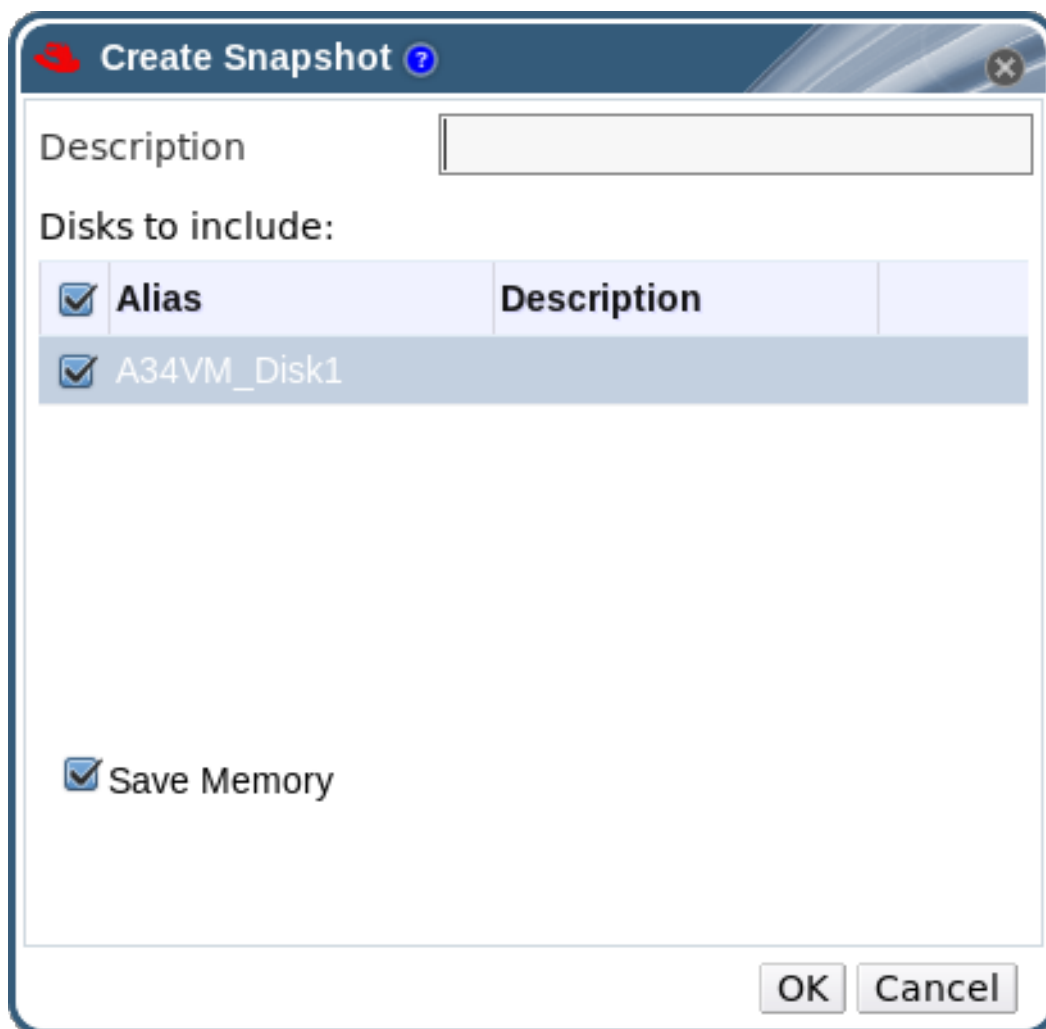 Create Snapshot ?
Description
Disks to include:
Alias Description
A34VM_Disk1
Save Memory
OK Cancel